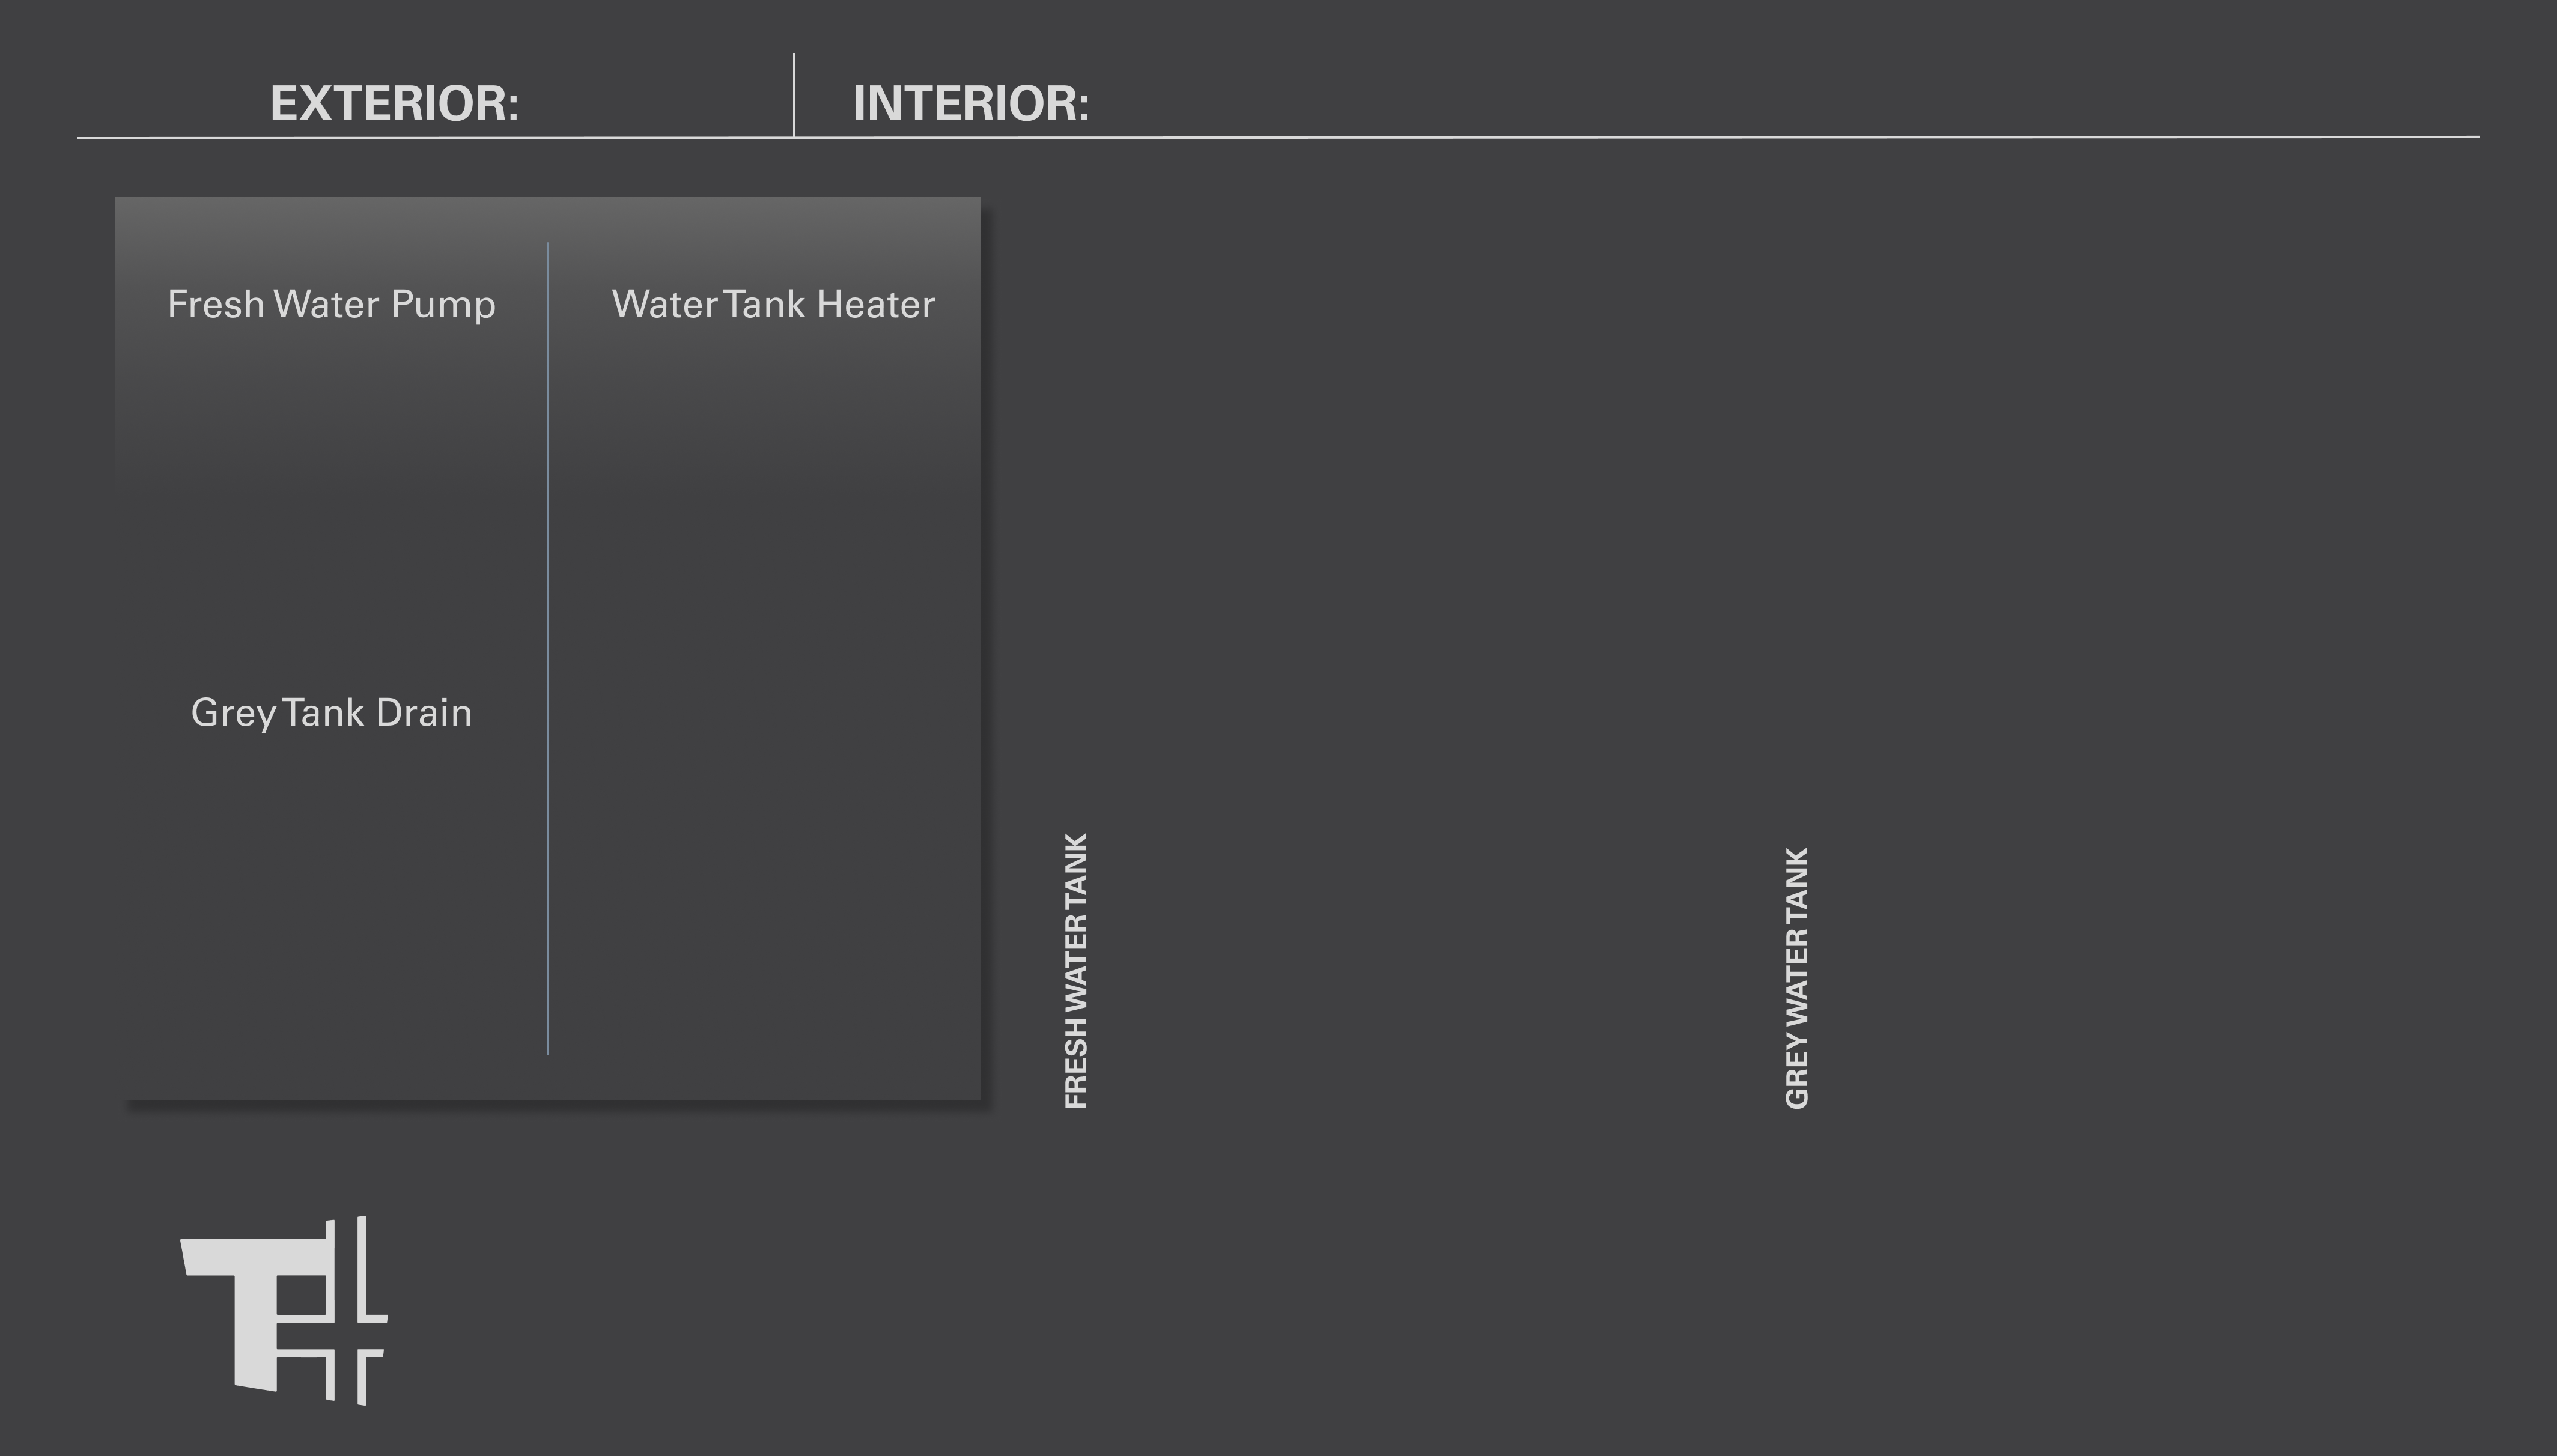 EXTERIOR:
INTERIOR:
Fresh Water Pump
Water Tank Heater
Grey Tank Drain
FRESH WATER TANK
GREY WATER TANK